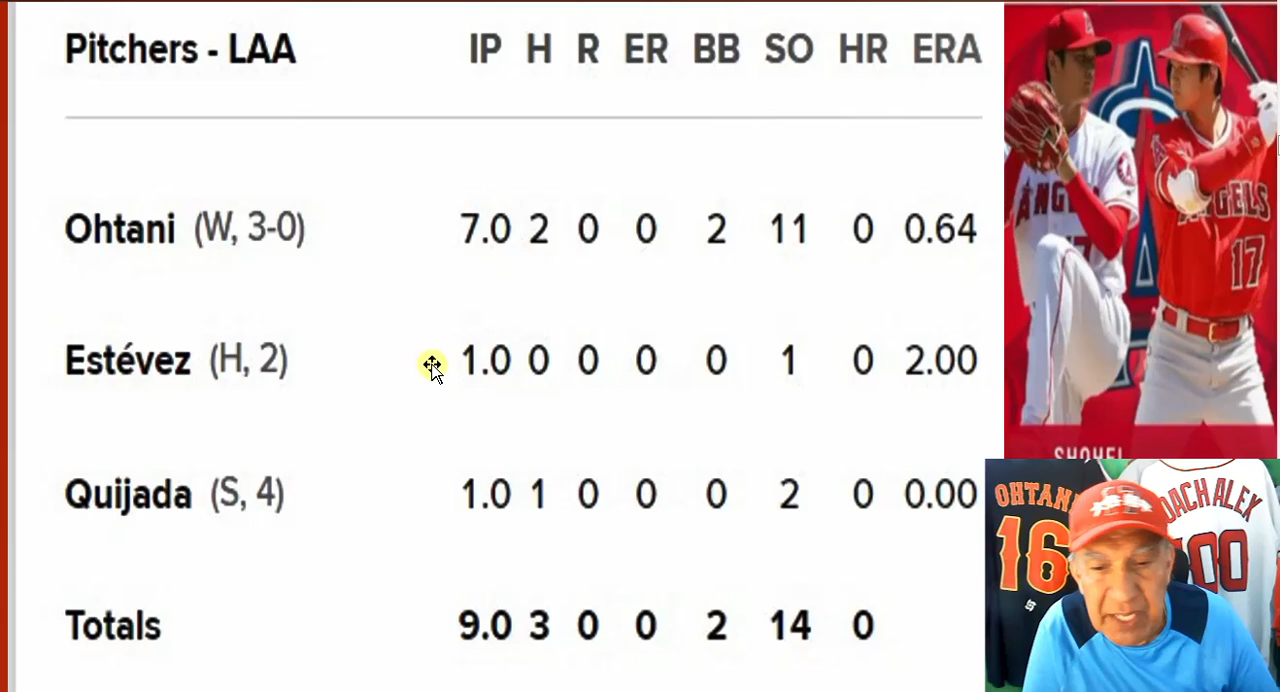 Pitchers - LAA IP H R ER BB SO HR ERA
Ohtani (W, 3-0) 7.0 2 0 0 2 11 0 0.64
Estévez (H, 2) 1.0 0 0 0 0 1 0 2.00
Quijada (S, 4) 1.0 1 0 0 0 2 0 0.00
Totals 9.0 3 0 0 2 14 0
ANGELS
17
SHOHEI
OHTANI
16
COACH ALEX
00